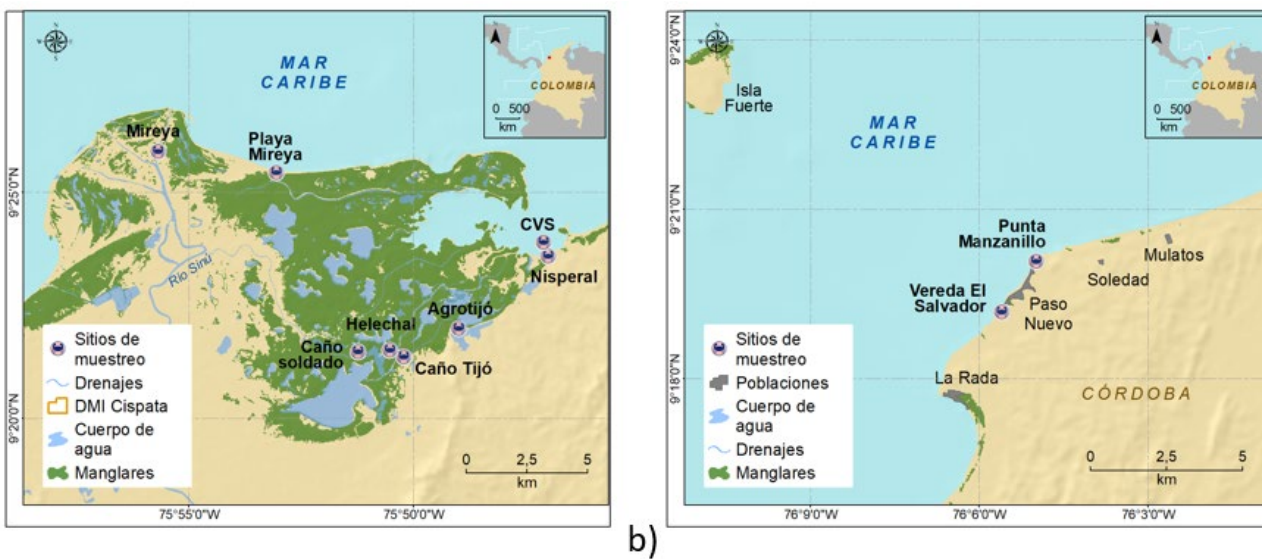 MAR
CARIBE
COLOMBIA
0 500
km
Mireya
Playa
Mireya
CVS
Nisperal
Río Sinú
Agrotijó
Helechal
Caño
soldado
Caño Tijó
9°25'0"N
9°20'0"N
Sitios de
muestreo
Drenajes
DMI Cispata
Cuerpo de
agua
Manglares
0 2,5 5
km
75°55'0"W
75°50'0"W
b)
9°24'0"N
Isla
Fuerte
MAR
CARIBE
COLOMBIA
0 500
km
9°21'0"N
Punta
Manzanillo
Mulatos
Soledad
Vereda El
Salvador
Paso
Nuevo
9°18'0"N
La Rada
CÓRDOBA
Sitios de
muestreo
Poblaciones
Cuerpo de
agua
Drenajes
Manglares
0 2,5 5
km
76°9'0"W
76°6'0"W
76°3'0"W